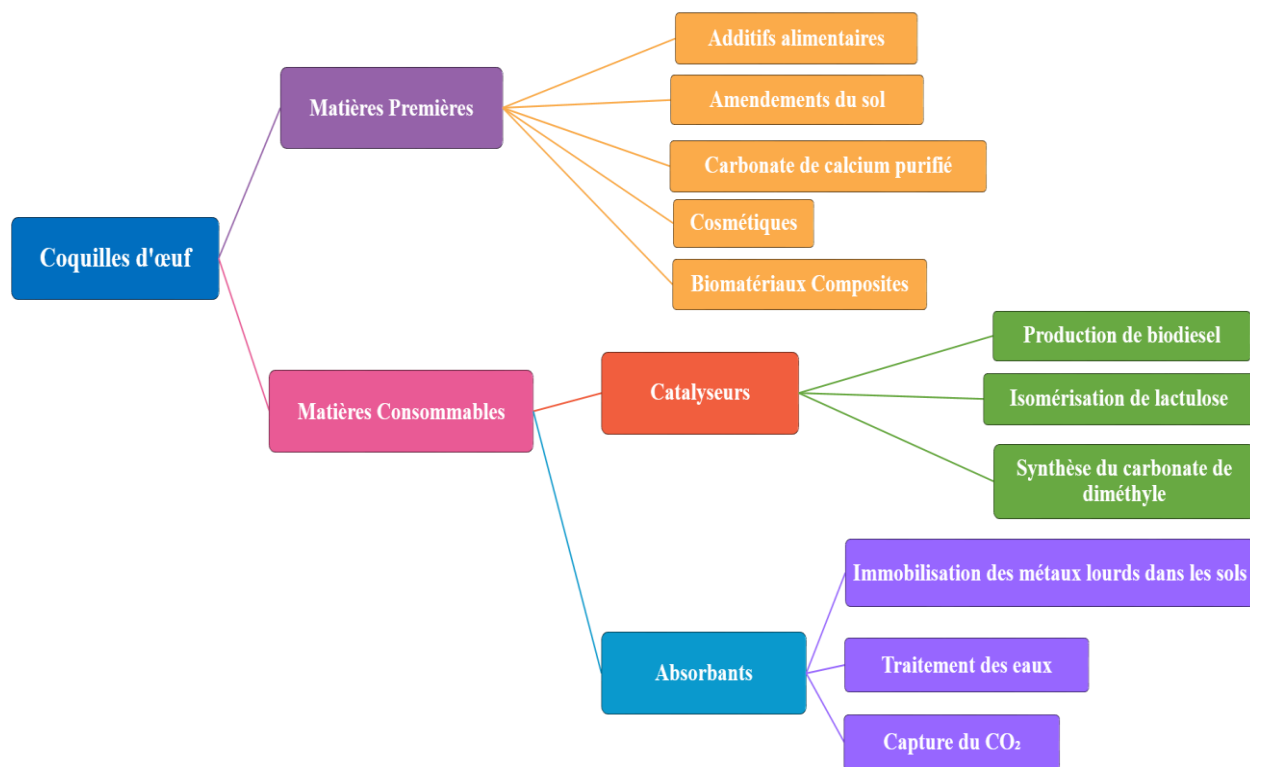 Additifs alimentaires
Matières Premières
Amendements du sol
Carbonate de calcium purifié
Cosmétiques
Coquilles d'œuf
Biomatériaux Composites
Production de biodiesel
Matières Consommables
Catalyseurs
Isomérisation de lactulose
Synthèse du carbonate de
diméthyle
Immobilisation des métaux lourds dans les sols
Absorbants
Traitement des eaux
Capture du CO₂